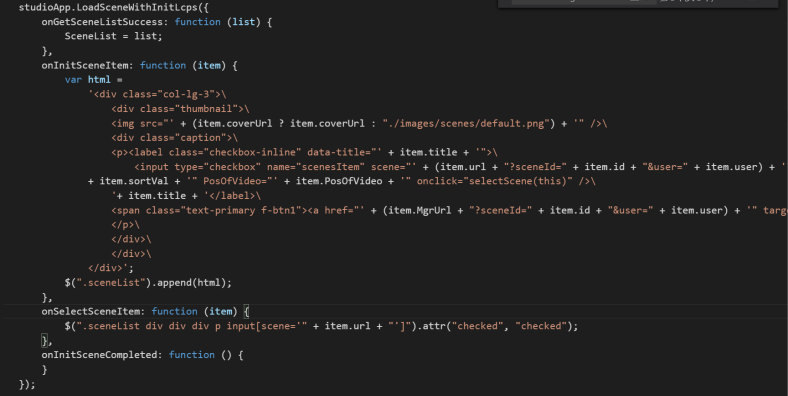 studioApp.LoadSceneWithInitLcps({
    onGetSceneListSuccess: function (list) {
        SceneList = list;
    },
    onInitSceneItem: function (item) {
        var html =
            '<div class="col-lg-3">\
                <div class="thumbnail">\
                <img src="' + (item.coverUrl ? item.coverUrl : "./images/scenes/default.png") + '" />\
                <div class="caption">\
                <p><label class="checkbox-inline" data-title="' + item.title + '">\
                    <input type="checkbox" name="scenesItem" scene="' + (item.url + "?sceneId=" + item.id + "&user=" + item.user) + '
            + item.sortVal + '" PosOfVideo="' + item.PosOfVideo + '" onclick="selectScene(this)" />\
                '+ item.title + '</label>\
                <span class="text-primary f-btn1"><a href="' + (item.MgrUrl + "?sceneId=" + item.id + "&user=" + item.user) + '" targ
                </p>\
                </div>\
                </div>\
            </div>';
        $(".sceneList").append(html);
    },
    onSelectSceneItem: function (item) {
        $(".sceneList div div div p input[scene='" + item.url + "']").attr("checked", "checked");
    },
    onInitSceneCompleted: function () {
    }
});